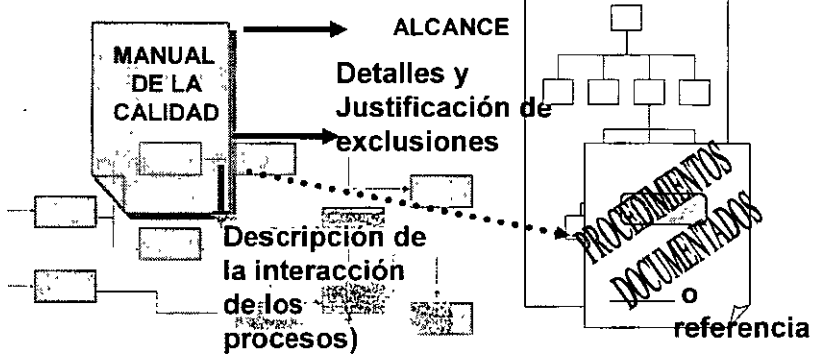 MANUAL
DE LA
CALIDAD
ALCANCE
Detalles y
Justificación de
exclusiones
Descripción de
la interacción
de los
procesos)
PROCEDIMIENTOS
DOCUMENTADOS
o
referencia